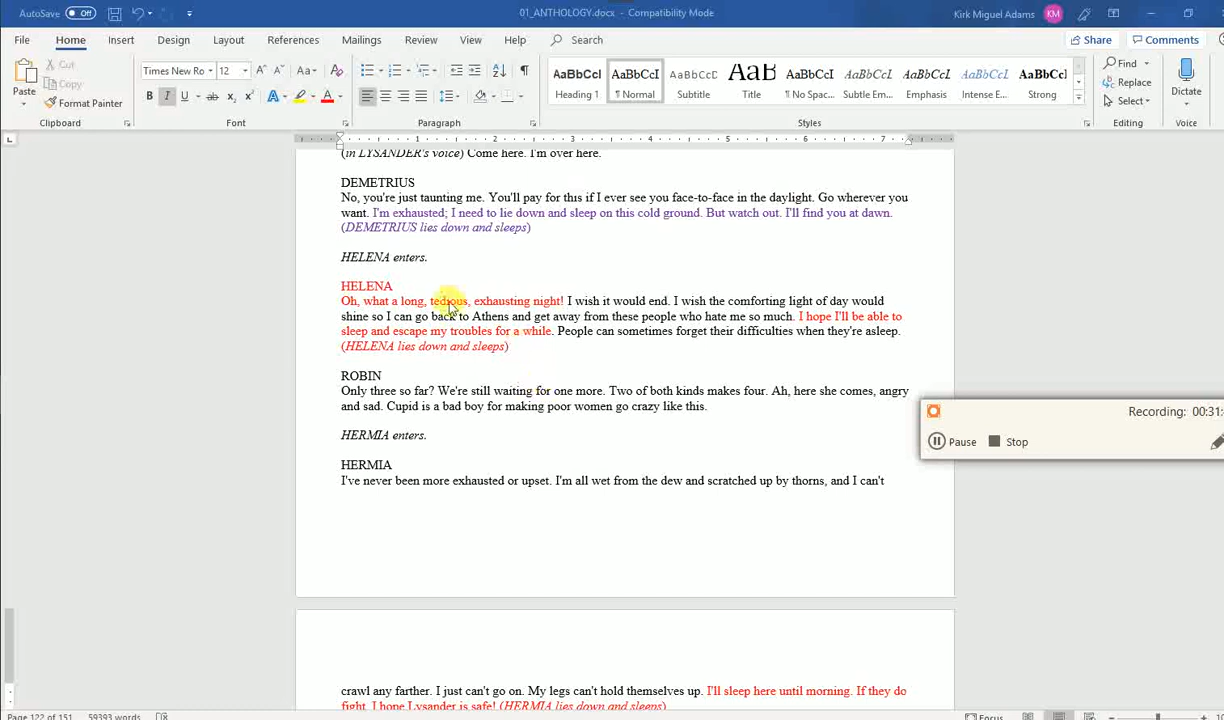 AutoSave Off 01_ANTHOLOGY.docx - Compatibility Mode Kirk Miguel Adams KM
File Home Insert Design Layout References Mailings Review View Help Search Share Comments
Paste Cut Copy Format Painter Clipboard
Times New Ro 12 Aa
B I U ab x₂ x² A A Font
Paragraph
AaBbCcI Heading 1 AaBbCcI ¶ Normal AaBbCcI Subtitle AaB Title AaBbCcI ¶ No Spac... AaBbCcI Subtle Em... AaBbCcI Emphasis AaBbCcI Intense E... AaBbCcI Strong Styles
Find Replace Select Editing
Dictate Voice
1 2 3 4 5 6 7
(in LYSANDER's voice) Come here. I'm over here.
DEMETRIUS
No, you're just taunting me. You'll pay for this if I ever see you face-to-face in the daylight. Go wherever you
want. I'm exhausted; I need to lie down and sleep on this cold ground. But watch out. I'll find you at dawn.
(DEMETRIUS lies down and sleeps)
HELENA enters.
HELENA
Oh, what a long, tedious, exhausting night! I wish it would end. I wish the comforting light of day would
shine so I can go back to Athens and get away from these people who hate me so much. I hope I'll be able to
sleep and escape my troubles for a while. People can sometimes forget their difficulties when they're asleep.
(HELENA lies down and sleeps)
ROBIN
Only three so far? We're still waiting for one more. Two of both kinds makes four. Ah, here she comes, angry
and sad. Cupid is a bad boy for making poor women go crazy like this.
HERMIA enters.
HERMIA
I've never been more exhausted or upset. I'm all wet from the dew and scratched up by thorns, and I can't
Recording: 00:31:
Pause Stop
crawl any farther. I just can't go on. My legs can't hold themselves up. I'll sleep here until morning. If they do
fight, I hope Lysander is safe! (HERMIA lies down and sleeps)
Page 122 of 151 59393 words Focus